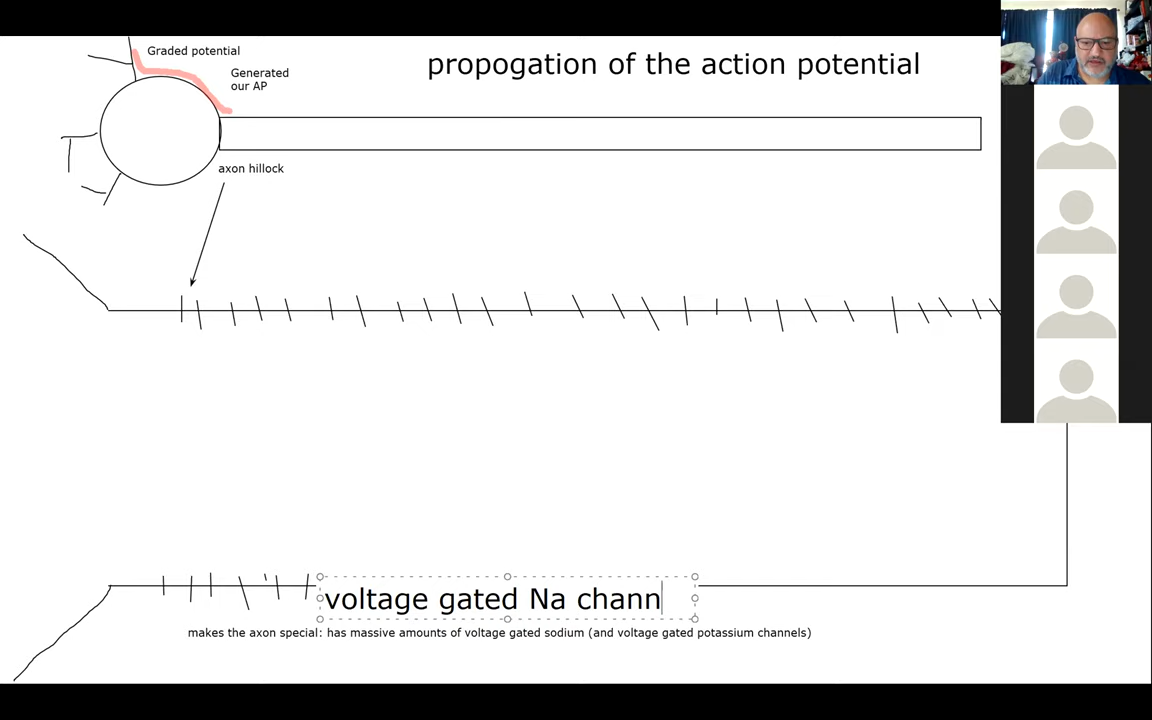 Graded potential
propogation of the action potential
Generated
our AP
axon hillock
voltage gated Na chann
makes the axon special: has massive amounts of voltage gated sodium (and voltage gated potassium channels)